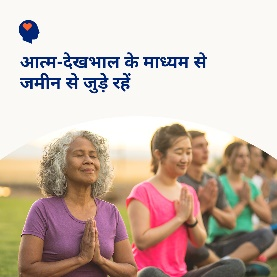 आत्म-देखभाल के माध्यम से
जमीन से जुड़े रहें